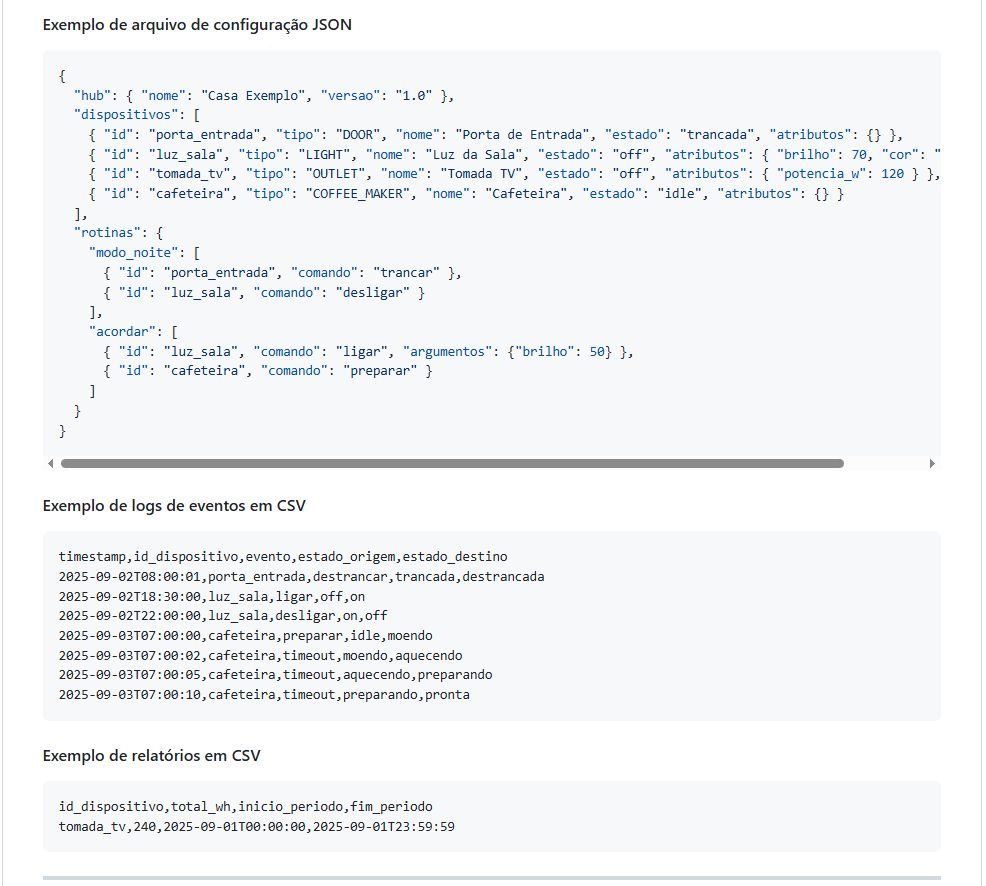 Exemplo de arquivo de configuração JSON
{
  "hub": { "nome": "Casa Exemplo", "versao": "1.0" },
  "dispositivos": [
    { "id": "porta_entrada", "tipo": "DOOR", "nome": "Porta de Entrada", "estado": "trancada", "atributos": {} },
    { "id": "luz_sala", "tipo": "LIGHT", "nome": "Luz da Sala", "estado": "off", "atributos": { "brilho": 70, "cor": "
    { "id": "tomada_tv", "tipo": "OUTLET", "nome": "Tomada TV", "estado": "off", "atributos": { "potencia_w": 120 } },
    { "id": "cafeteira", "tipo": "COFFEE_MAKER", "nome": "Cafeteira", "estado": "idle", "atributos": {} }
  ],
  "rotinas": {
    "modo_noite": [
      { "id": "porta_entrada", "comando": "trancar" },
      { "id": "luz_sala", "comando": "desligar" }
    ],
    "acordar": [
      { "id": "luz_sala", "comando": "ligar", "argumentos": {"brilho": 50} },
      { "id": "cafeteira", "comando": "preparar" }
    ]
  }
}
Exemplo de logs de eventos em CSV
timestamp,id_dispositivo,evento,estado_origem,estado_destino
2025-09-02T08:00:01,porta_entrada,destrancar,trancada,destrancada
2025-09-02T18:30:00,luz_sala,ligar,off,on
2025-09-02T22:00:00,luz_sala,desligar,on,off
2025-09-03T07:00:00,cafeteira,preparar,idle,moendo
2025-09-03T07:00:02,cafeteira,timeout,moendo,aquecendo
2025-09-03T07:00:05,cafeteira,timeout,aquecendo,preparando
2025-09-03T07:00:10,cafeteira,timeout,preparando,pronta
Exemplo de relatórios em CSV
id_dispositivo,total_wh,inicio_periodo,fim_periodo
tomada_tv,240,2025-09-01T00:00:00,2025-09-01T23:59:59